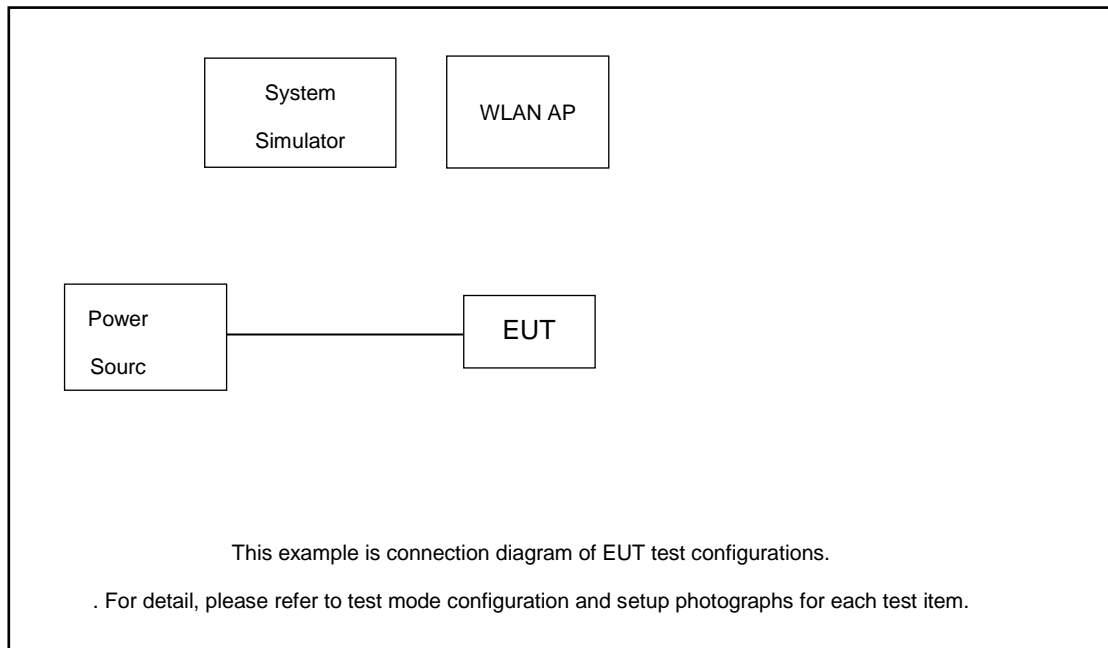 System
Simulator
WLAN AP
Power
Sourc
EUT
This example is connection diagram of EUT test configurations.
. For detail, please refer to test mode configuration and setup photographs for each test item.